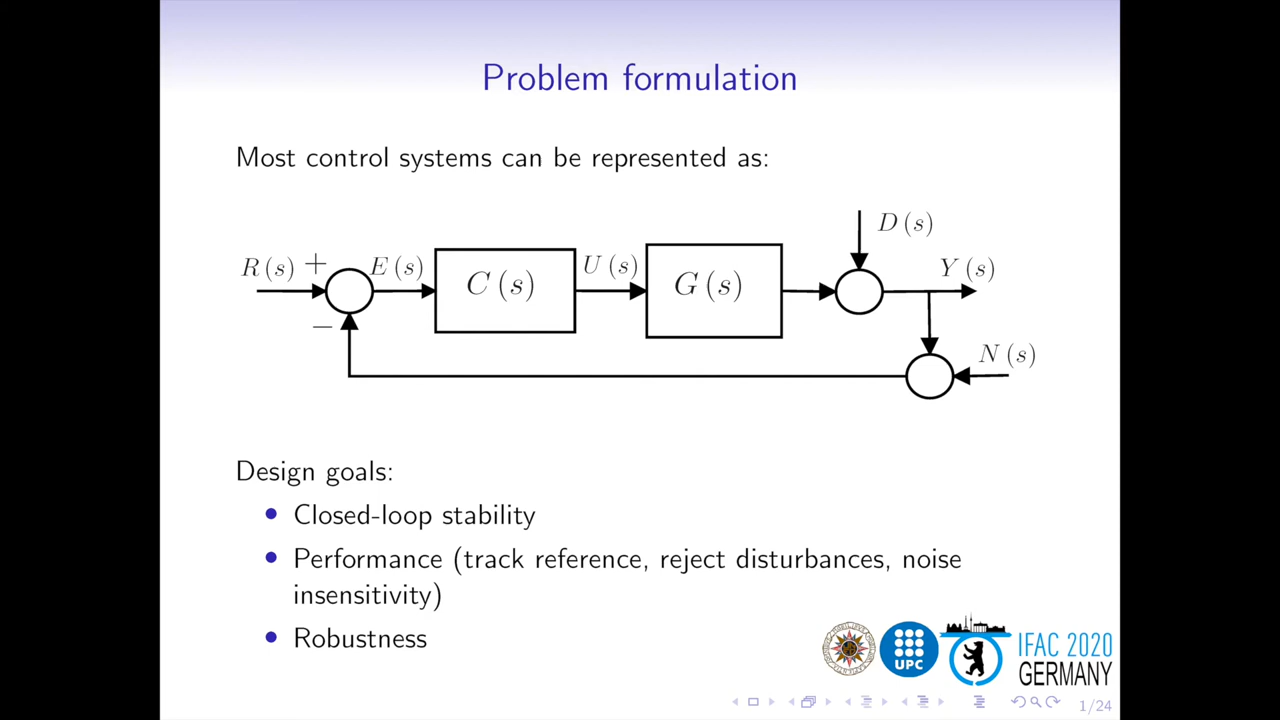 Problem formulation
Most control systems can be represented as:
D (s)
R (s) + E (s) C (s) U (s) G (s) Y (s)
−
N (s)
Design goals:
• Closed-loop stability
• Performance (track reference, reject disturbances, noise
insensitivity)
• Robustness
UPC
IFAC 2020
GERMANY
1/24